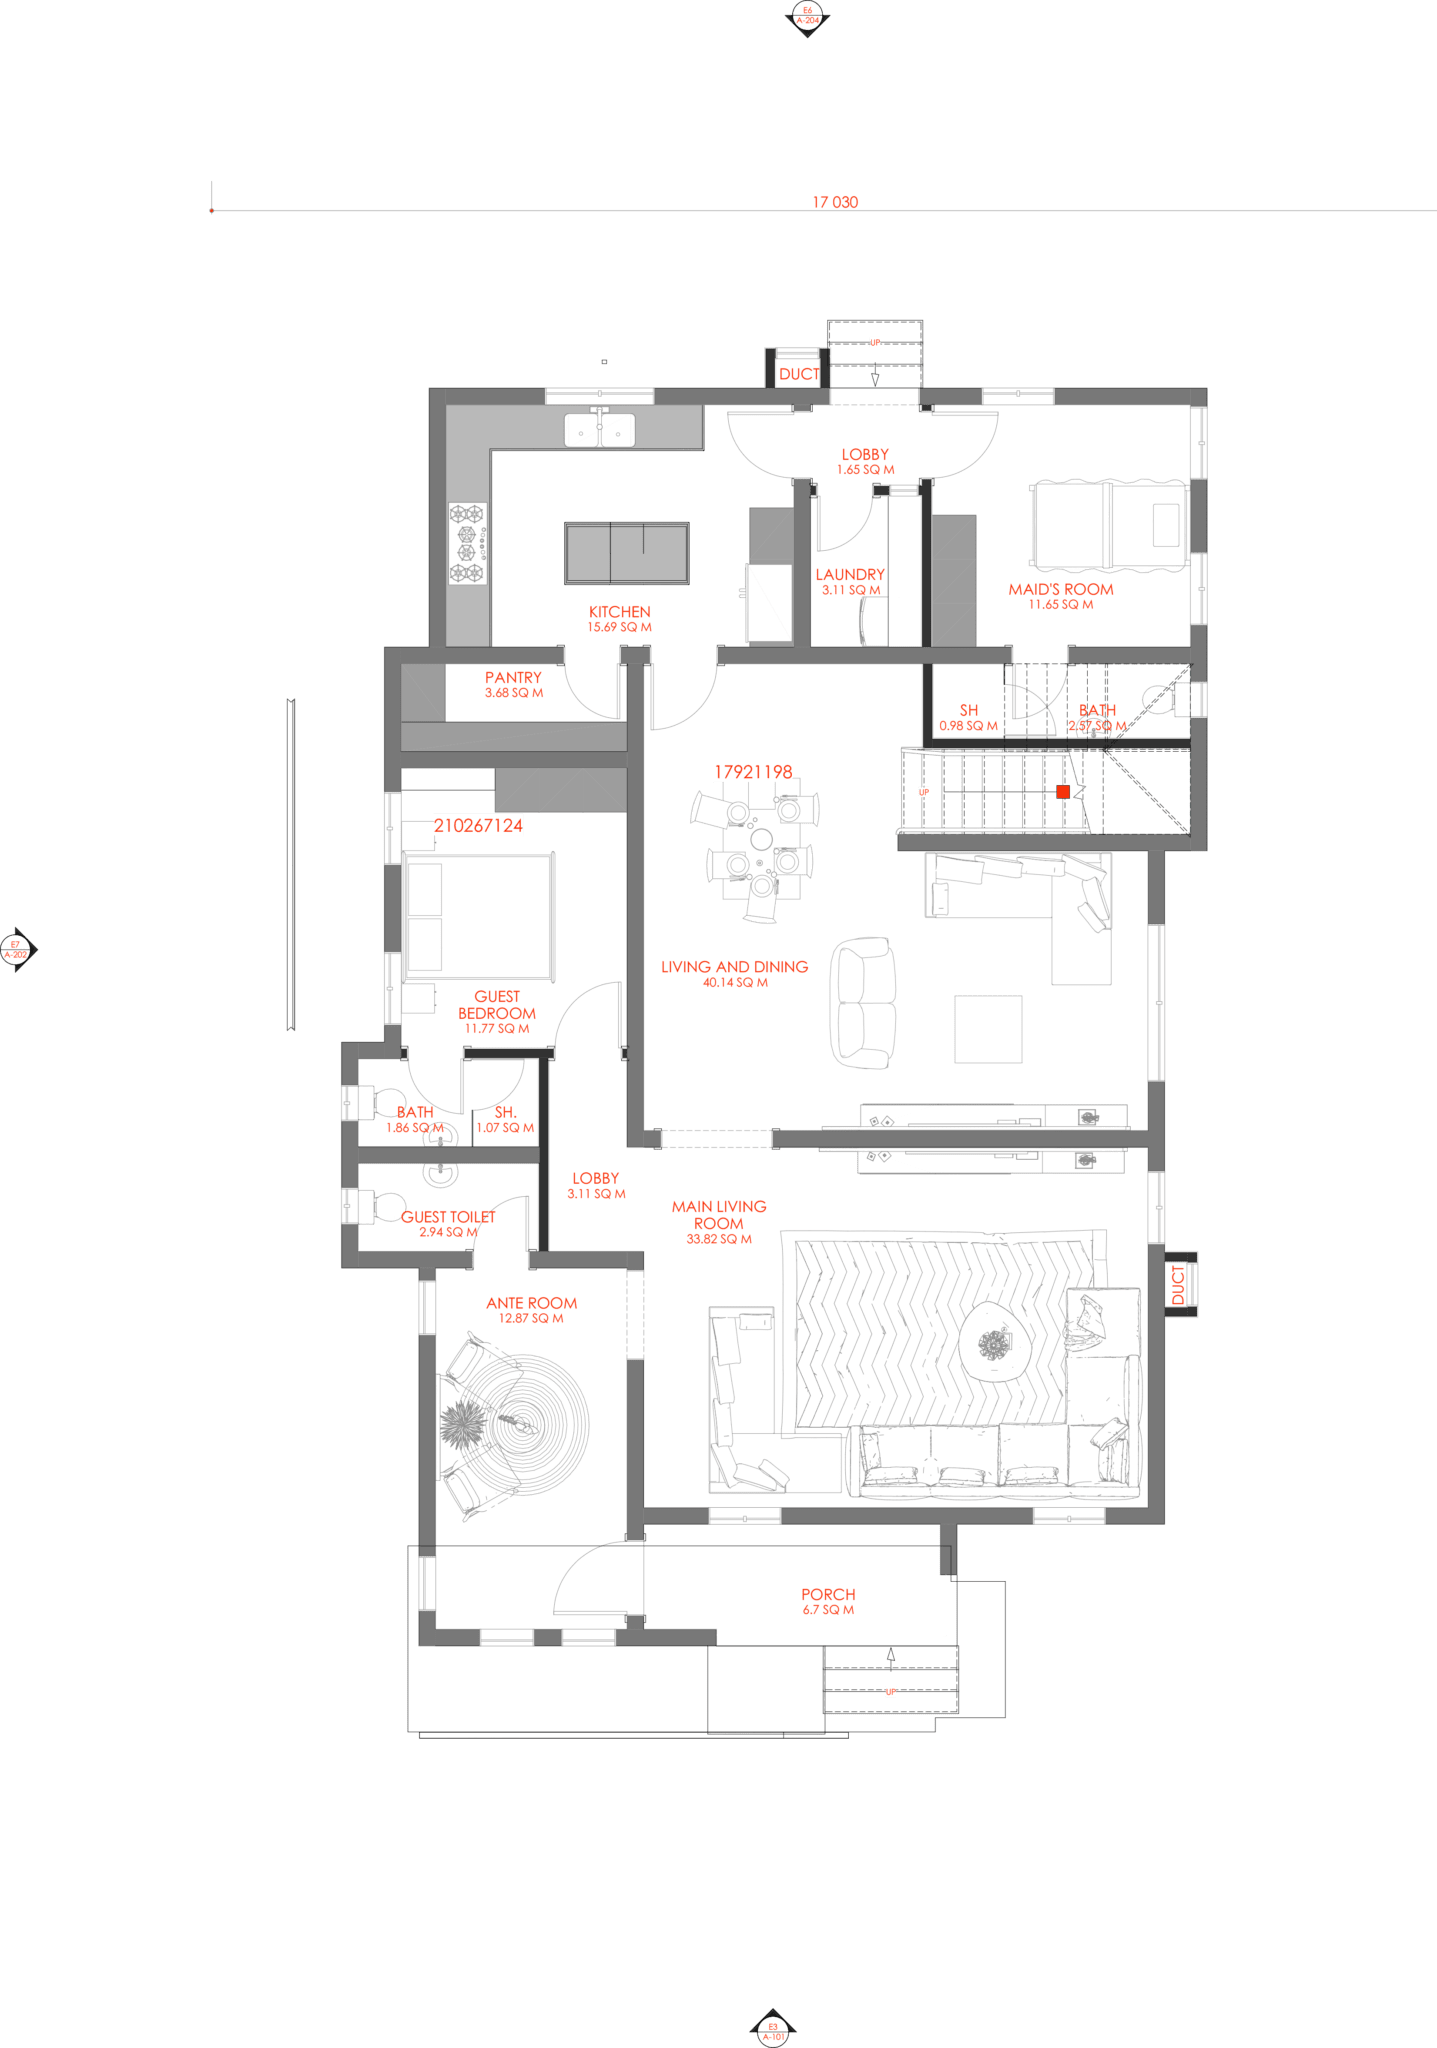 E6
A-204
17 030
UP
DUCT
LOBBY
1.65 SQ M
LAUNDRY
3.11 SQ M
MAID'S ROOM
11.65 SQ M
KITCHEN
15.69 SQ M
PANTRY
3.68 SQ M
SH
0.98 SQ M
BATH
2.57 SQ M
17921198
UP
210267124
E7
A-202
LIVING AND DINING
40.14 SQ M
GUEST
BEDROOM
11.77 SQ M
BATH
1.86 SQ M
SH.
1.07 SQ M
LOBBY
3.11 SQ M
GUEST TOILET
2.94 SQ M
MAIN LIVING
ROOM
33.82 SQ M
DUCT
ANTE ROOM
12.87 SQ M
PORCH
6.7 SQ M
UP
E3
A-101